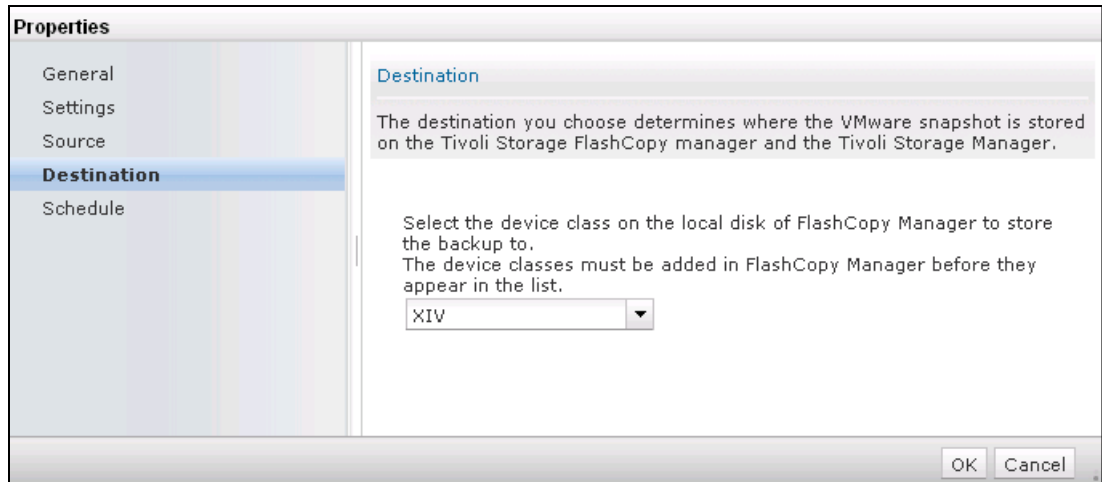 Properties
General
Settings
Source
Destination
Schedule
Destination
The destination you choose determines where the VMware snapshot is stored
on the Tivoli Storage FlashCopy manager and the Tivoli Storage Manager.
Select the device class on the local disk of FlashCopy Manager to store
the backup to.
The device classes must be added in FlashCopy Manager before they
appear in the list.
XIV
OK Cancel